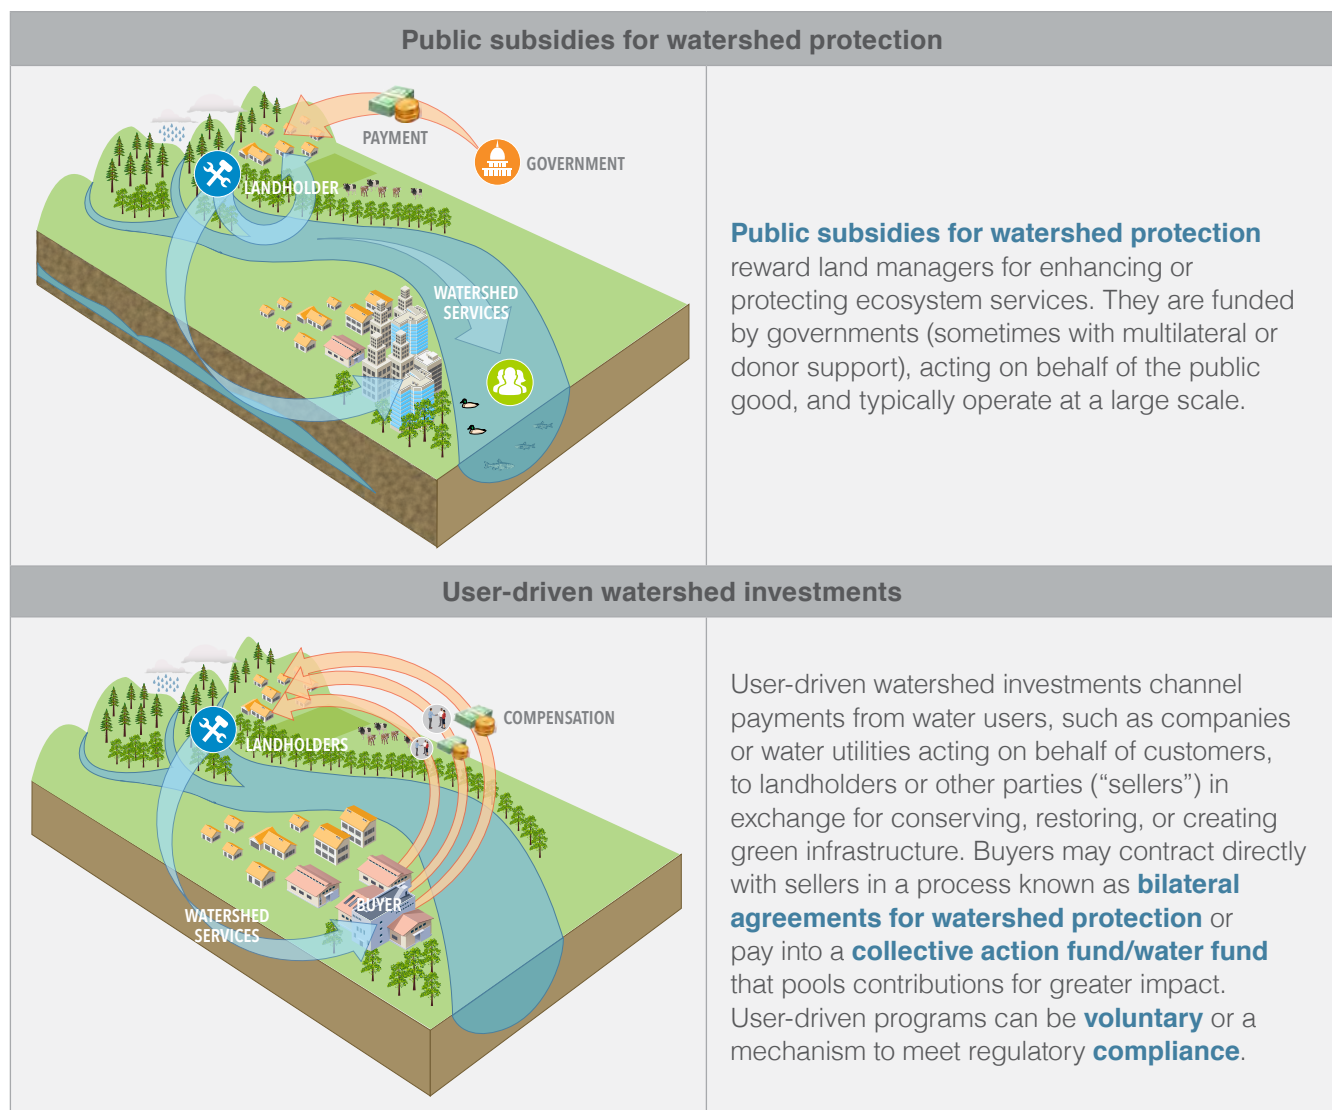 Public subsidies for watershed protection
PAYMENT
GOVERNMENT
LANDHOLDER
WATERSHED
SERVICES
Public subsidies for watershed protection
reward land managers for enhancing or
protecting ecosystem services. They are funded
by governments (sometimes with multilateral or
donor support), acting on behalf of the public
good, and typically operate at a large scale.
User-driven watershed investments
COMPENSATION
LANDHOLDERS
BUYER
WATERSHED
SERVICES
User-driven watershed investments channel
payments from water users, such as companies
or water utilities acting on behalf of customers,
to landholders or other parties (“sellers”) in
exchange for conserving, restoring, or creating
green infrastructure. Buyers may contract directly
with sellers in a process known as bilateral
agreements for watershed protection or
pay into a collective action fund/water fund
that pools contributions for greater impact.
User-driven programs can be voluntary or a
mechanism to meet regulatory compliance.